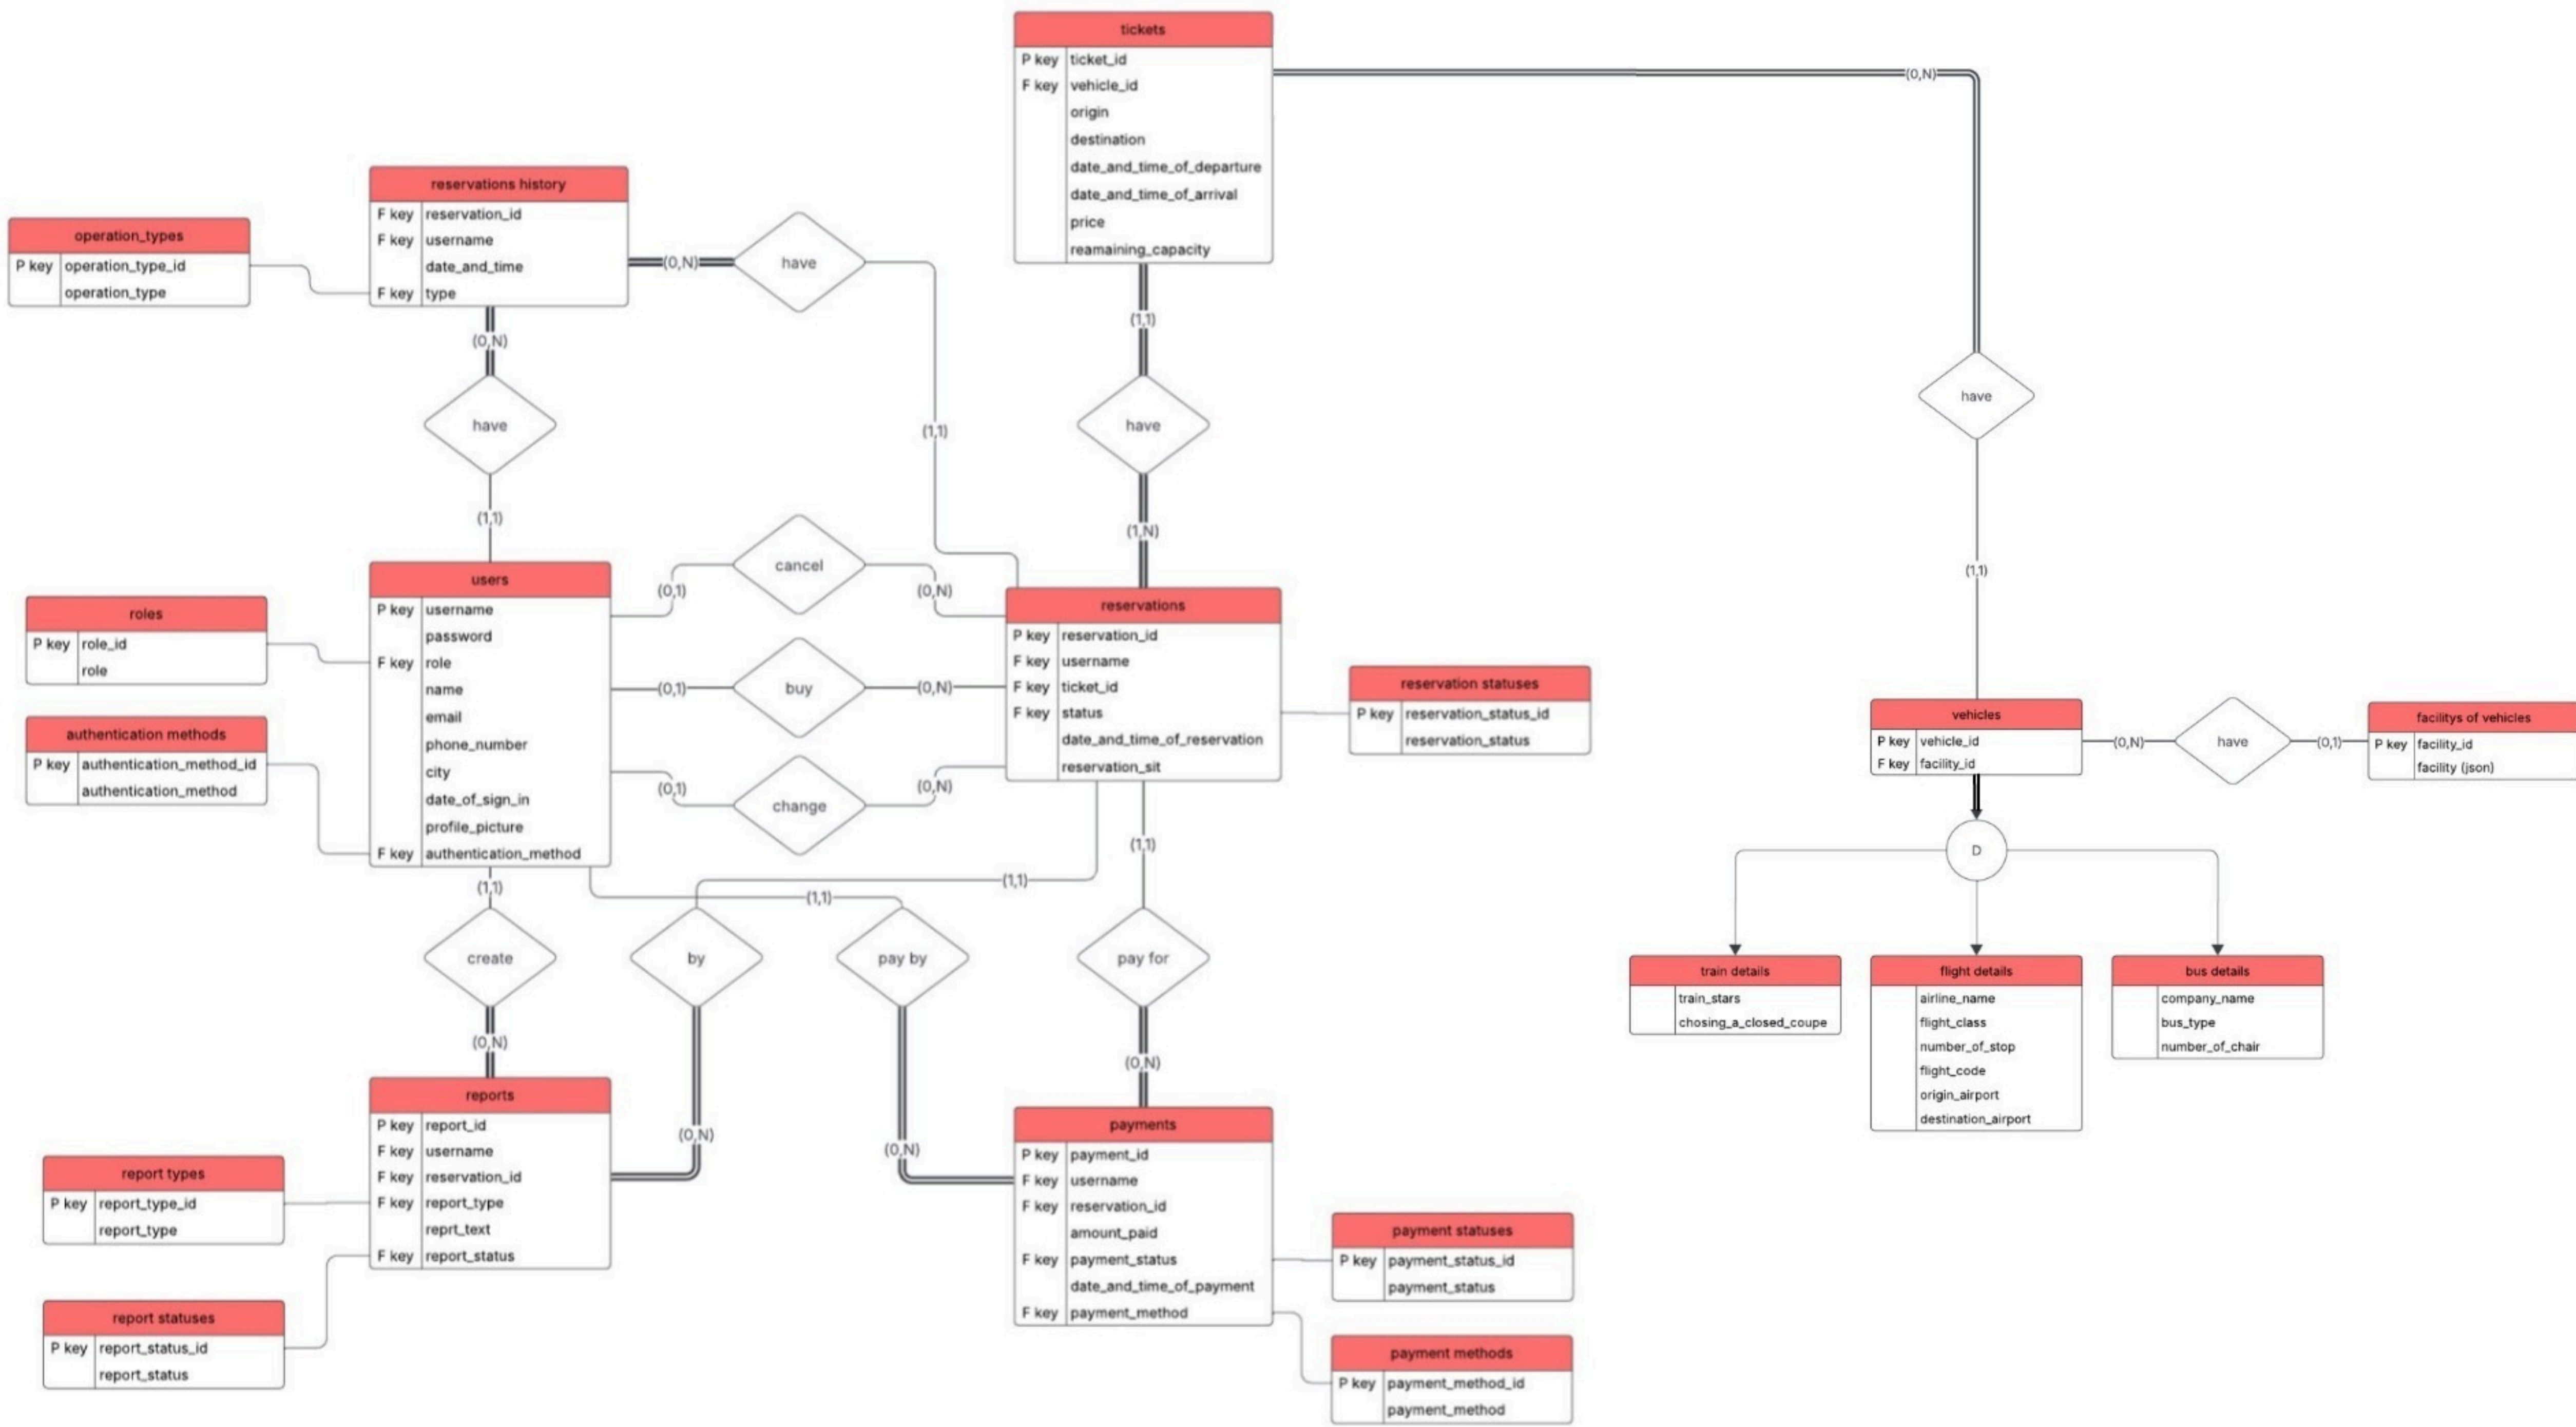 tickets
P key ticket_id
F key vehicle_id
origin
destination
date_and_time_of_departure
date_and_time_of_arrival
price
reamaining_capacity
(0,N)
have
(1,1)
(1,1)
have
(1,N)
reservations history
F key reservation_id
F key username
date_and_time
F key type
operation_types
P key operation_type_id
operation_type
(0,N)
have
(1,1)
(0,N)
have
(1,1)
users
P key username
password
F key role
name
email
phone_number
city
date_of_sign_in
profile_picture
F key authentication_method
roles
P key role_id
role
authentication methods
P key authentication_method_id
authentication_method
(0,1)
cancel
(0,N)
(0,1)
buy
(0,N)
(0,1)
change
(0,N)
reservations
P key reservation_id
F key username
F key ticket_id
F key status
date_and_time_of_reservation
reservation_sit
reservation statuses
P key reservation_status_id
reservation_status
vehicles
P key vehicle_id
F key facility_id
(0,N)
have
(0,1)
facilitys of vehicles
P key facility_id
facility (json)
D
train details
train_stars
chosing_a_closed_coupe
flight details
airline_name
flight_class
number_of_stop
flight_code
origin_airport
destination_airport
bus details
company_name
bus_type
number_of_chair
(1,1)
create
(0,N)
(1,1)
by
(0,N)
(1,1)
pay by
(0,N)
(1,1)
pay for
(0,N)
reports
P key report_id
F key username
F key reservation_id
F key report_type
reprt_text
F key report_status
report types
P key report_type_id
report_type
report statuses
P key report_status_id
report_status
payments
P key payment_id
F key username
F key reservation_id
amount_paid
F key payment_status
date_and_time_of_payment
F key payment_method
payment statuses
P key payment_status_id
payment_status
payment methods
P key payment_method_id
payment_method